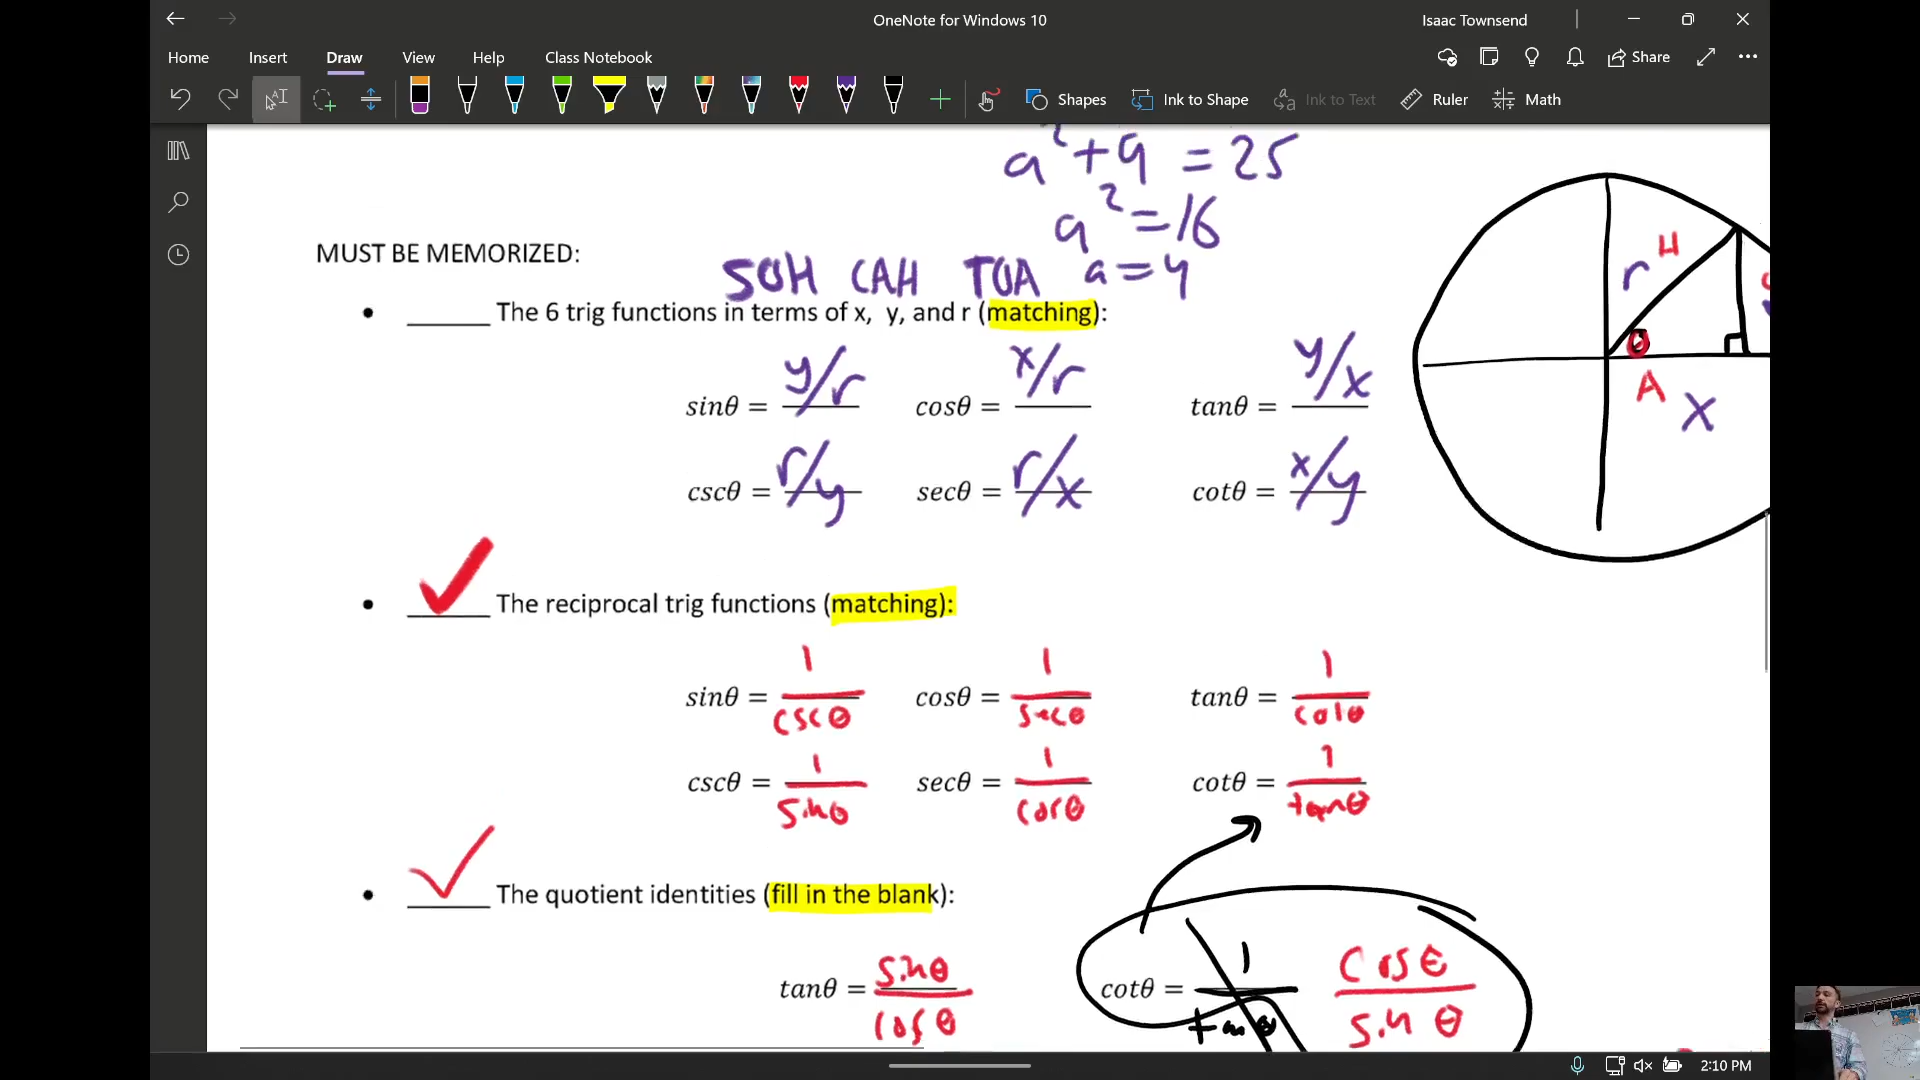 OneNote for Windows 10
Isaac Townsend
Home Insert Draw View Help Class Notebook
Share
Shapes Ink to Shape Ink to Text Ruler Math
a² + 9 = 25
a² = 16
MUST BE MEMORIZED:
SOH CAH TOA a = 4
• ______ The 6 trig functions in terms of x, y, and r (matching):
sinθ = y/r cosθ = x/r tanθ = y/x
cscθ = r/y secθ = r/x cotθ = x/y
r H
θ
A
X
• ______ The reciprocal trig functions (matching):
sinθ = 1/cscθ cosθ = 1/secθ tanθ = 1/cotθ
cscθ = 1/sinθ secθ = 1/cosθ cotθ = 1/tanθ
• ______ The quotient identities (fill in the blank):
tanθ = sinθ/cosθ cotθ = 1/tanθ cosθ/sinθ
2:10 PM